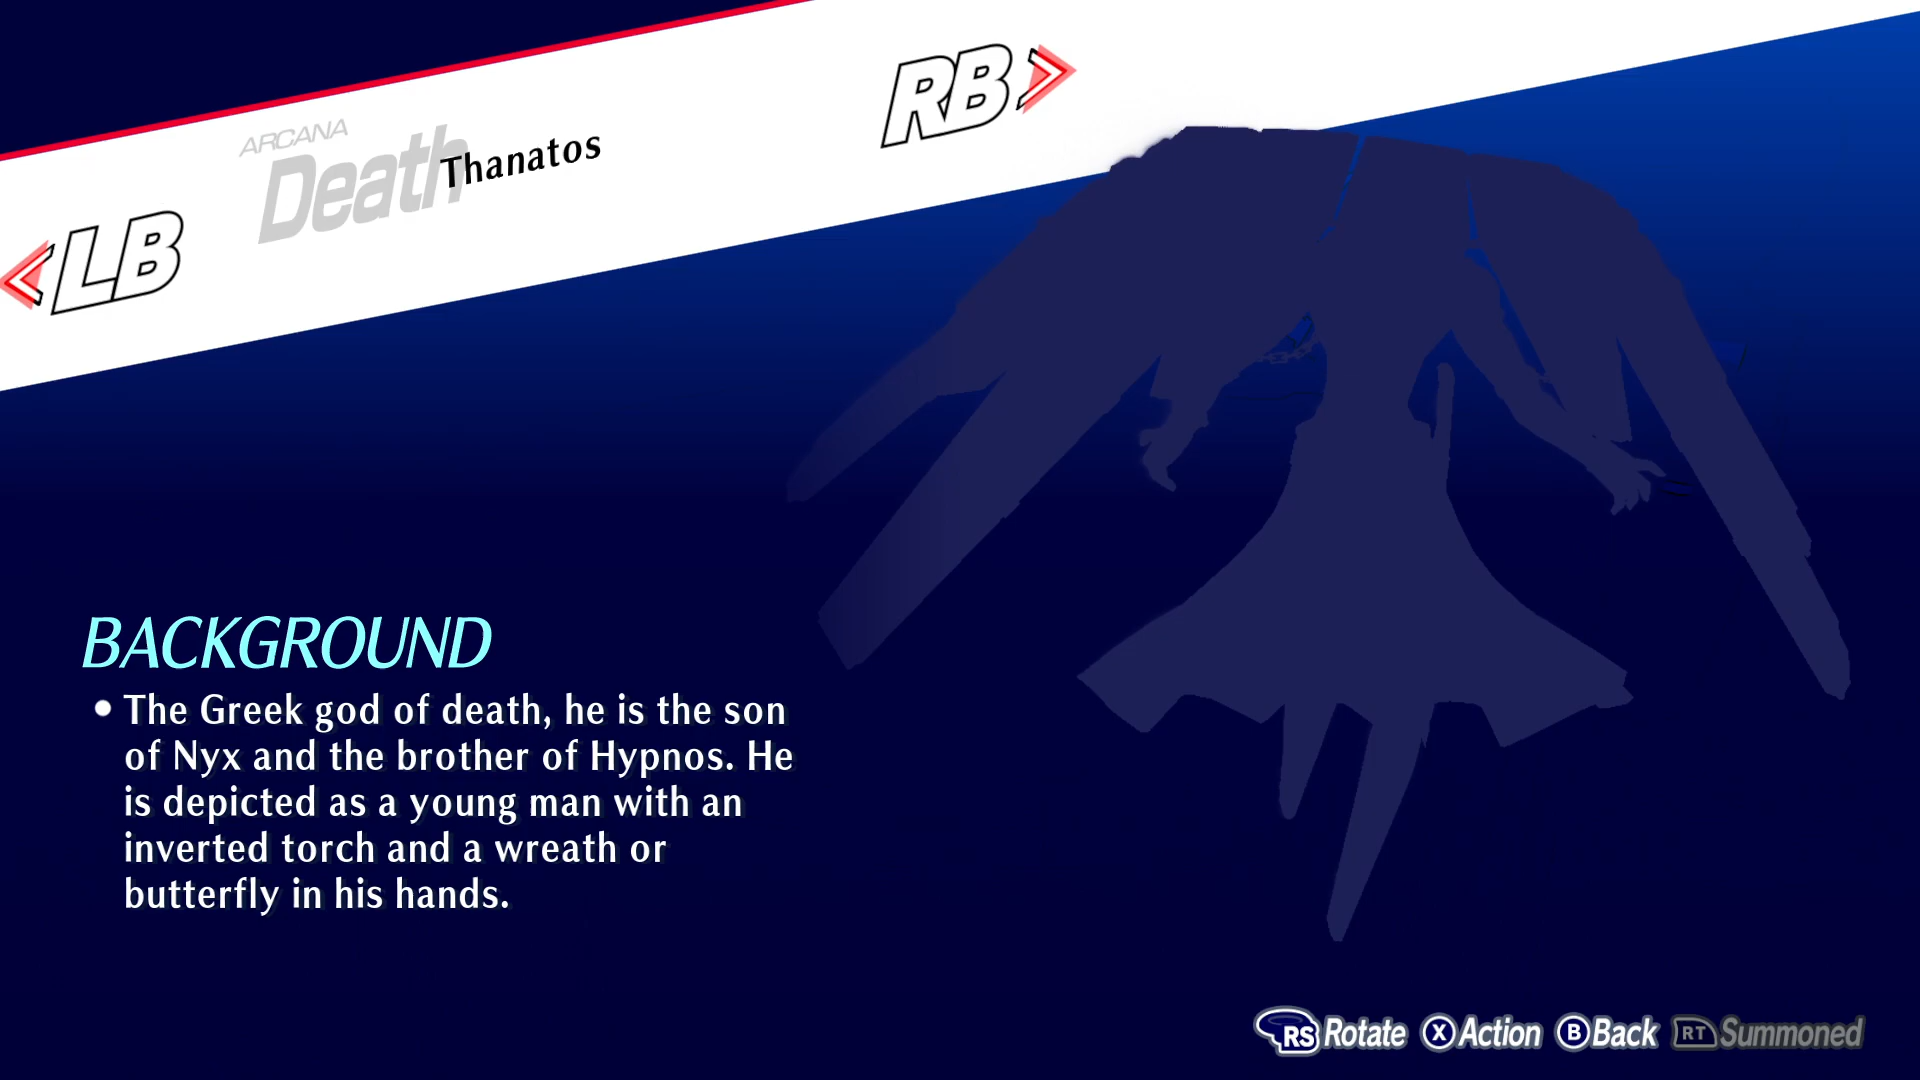 ARCANA
Death
Thanatos
RB
LB
BACKGROUND
• The Greek god of death, he is the son
of Nyx and the brother of Hypnos. He
is depicted as a young man with an
inverted torch and a wreath or
butterfly in his hands.
RS Rotate X Action B Back RT Summoned